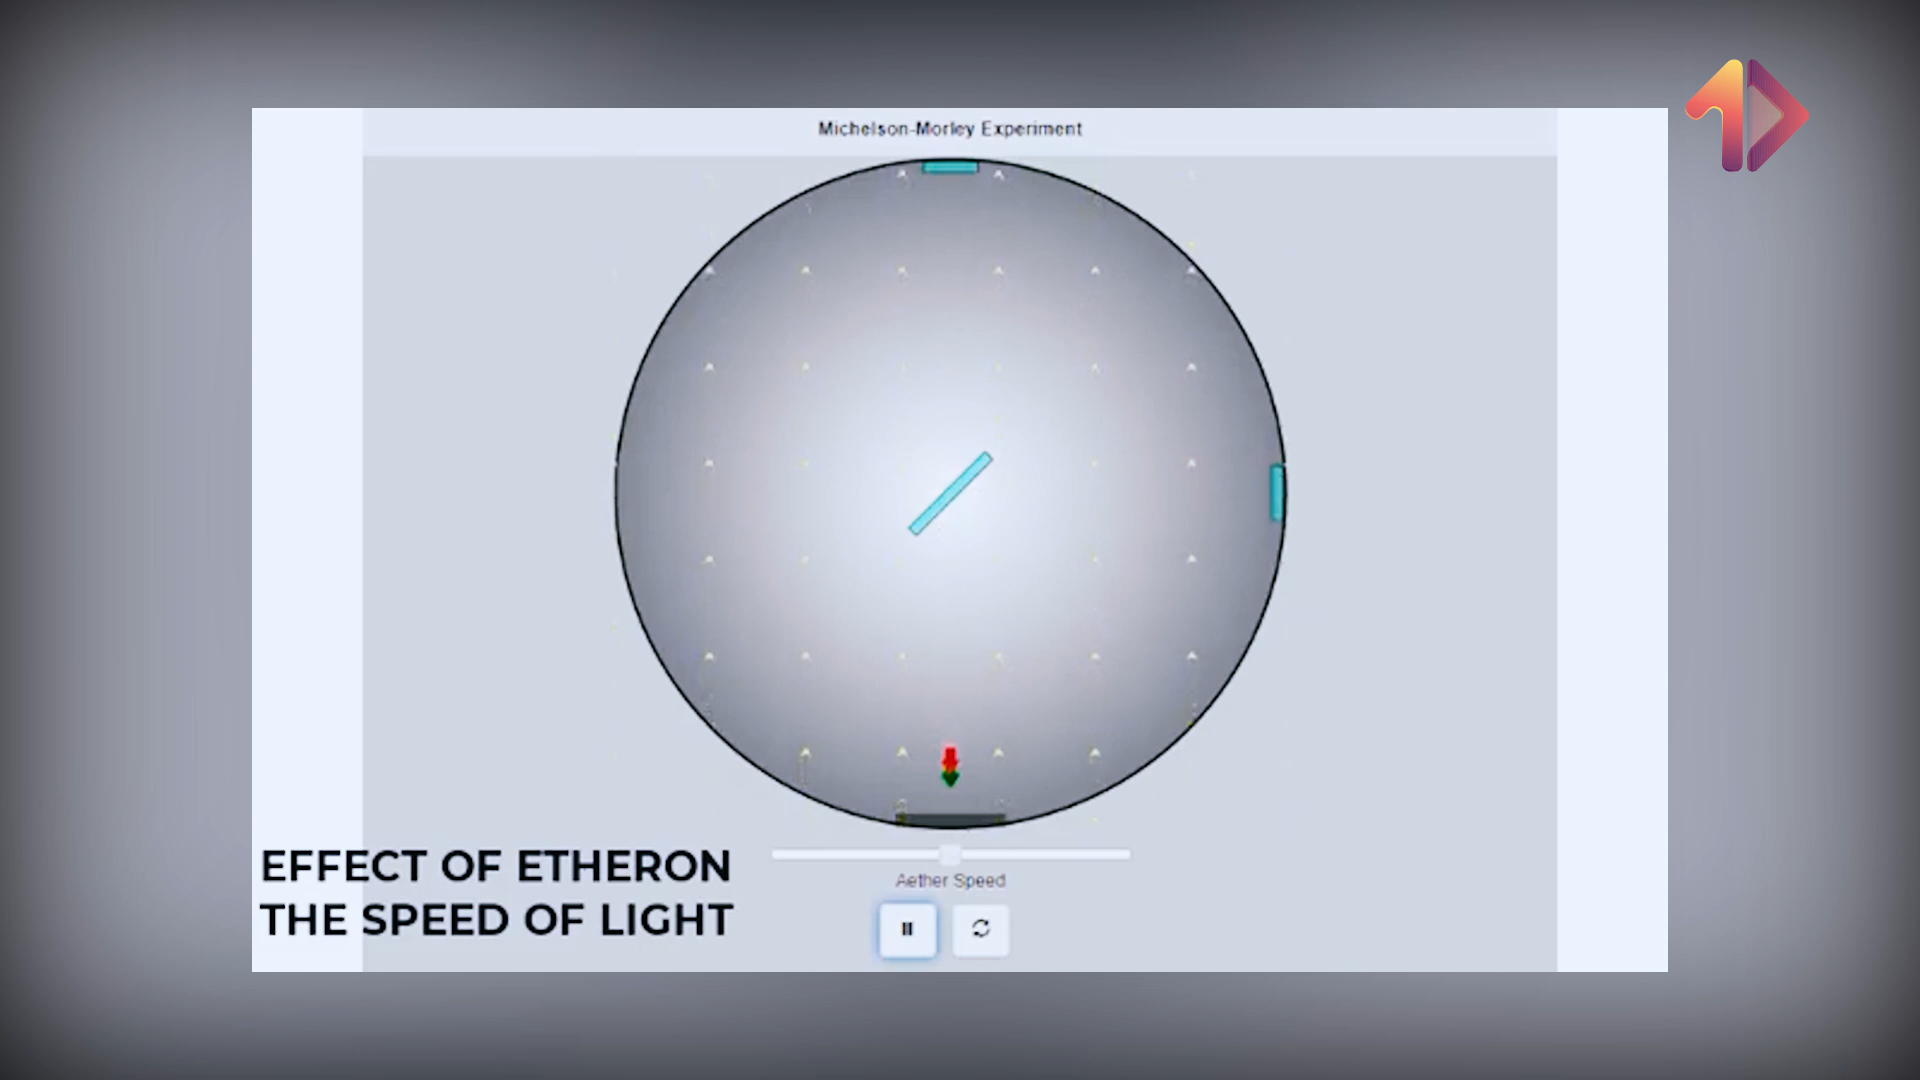 Michelson-Morley Experiment
EFFECT OF ETHERON
THE SPEED OF LIGHT
Aether Speed